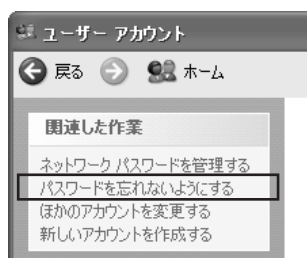 ユーザー アカウント
戻る ホーム
関連した作業
ネットワーク パスワードを管理する
パスワードを忘れないようにする
ほかのアカウントを変更する
新しいアカウントを作成する